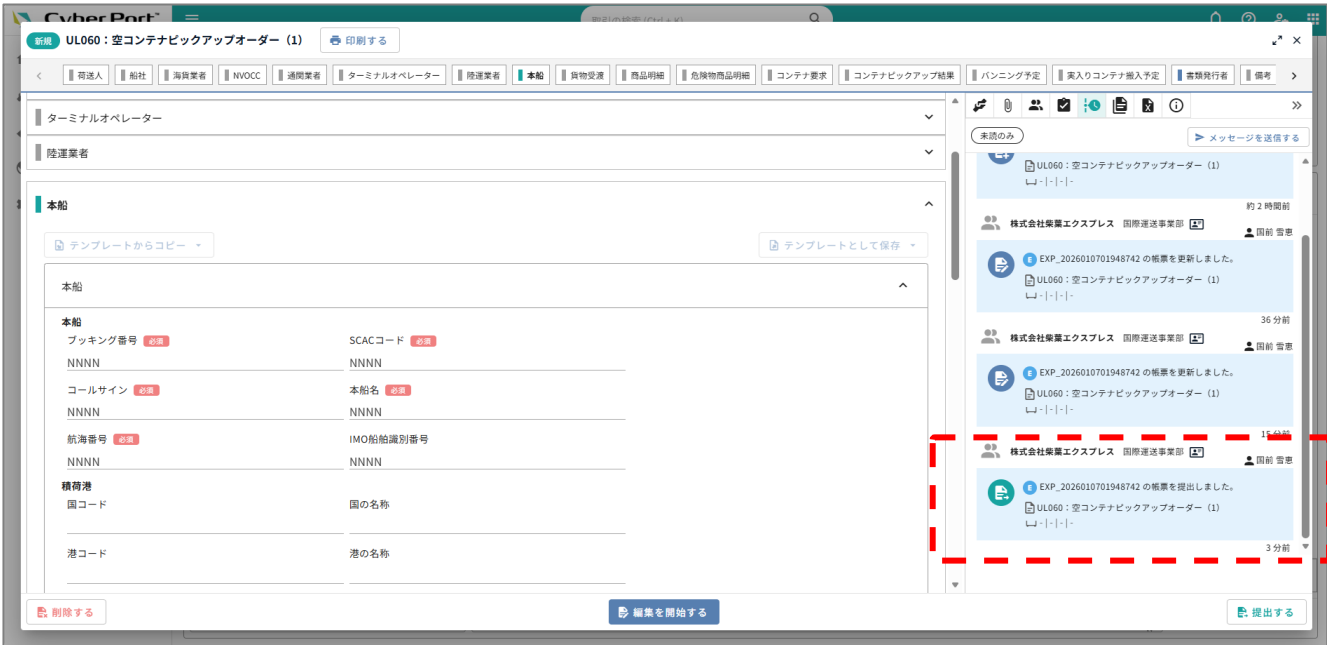 Cyber Port
取引の検索 (Ctrl + K)
新規 UL060：空コンテナピックアップオーダー（1） 印刷する
荷送人 船社 海貨業者 NVOCC 通関業者 ターミナルオペレーター 陸運業者 本船 貨物受渡 商品明細 危険物商品明細 コンテナ要求 コンテナピックアップ結果 バンニング予定 実入りコンテナ搬入予定 書類発行者 備考
ターミナルオペレーター
陸運業者
本船
テンプレートからコピー テンプレートとして保存
本船
本船
ブッキング番号 必須 SCACコード 必須
NNNN NNNN
コールサイン 必須 本船名 必須
NNNN NNNN
航海番号 必須 IMO船舶識別番号
NNNN NNNN
積荷港
国コード 国の名称
港コード 港の名称
削除する 編集を開始する 提出する
未読のみ メッセージを送信する
UL060：空コンテナピックアップオーダー（1）
- | - | -
約 2 時間前
株式会社柴葉エクスプレス 国際運送事業部
国前 雪恵
E EXP_2026010701948742 の帳票を更新しました。
UL060：空コンテナピックアップオーダー（1）
- | - | -
36 分前
株式会社柴葉エクスプレス 国際運送事業部
国前 雪恵
E EXP_2026010701948742 の帳票を更新しました。
UL060：空コンテナピックアップオーダー（1）
- | - | -
15 分前
株式会社柴葉エクスプレス 国際運送事業部
国前 雪恵
E EXP_2026010701948742 の帳票を提出しました。
UL060：空コンテナピックアップオーダー（1）
- | - | -
3 分前